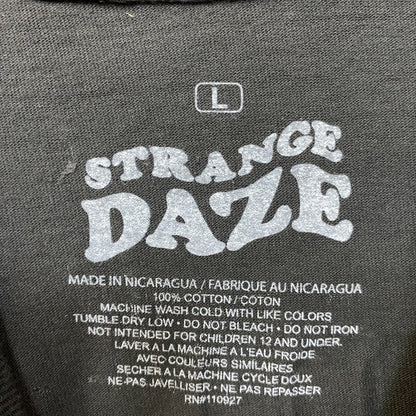 L
STRANGE
DAZE
MADE IN NICARAGUA / FABRIQUE AU NICARAGUA
100% COTTON / COTON
MACHINE WASH COLD WITH LIKE COLORS
TUMBLE DRY LOW • DO NOT BLEACH • DO NOT IRON
NOT INTENDED FOR CHILDREN 12 AND UNDER.
LAVER A LA MACHINE A L'EAU FROIDE
AVEC COULEURS SIMILAIRES
SECHER A LA MACHINE CYCLE DOUX
NE-PAS JAVELLISER • NE PAS REPASSER
RN#110927